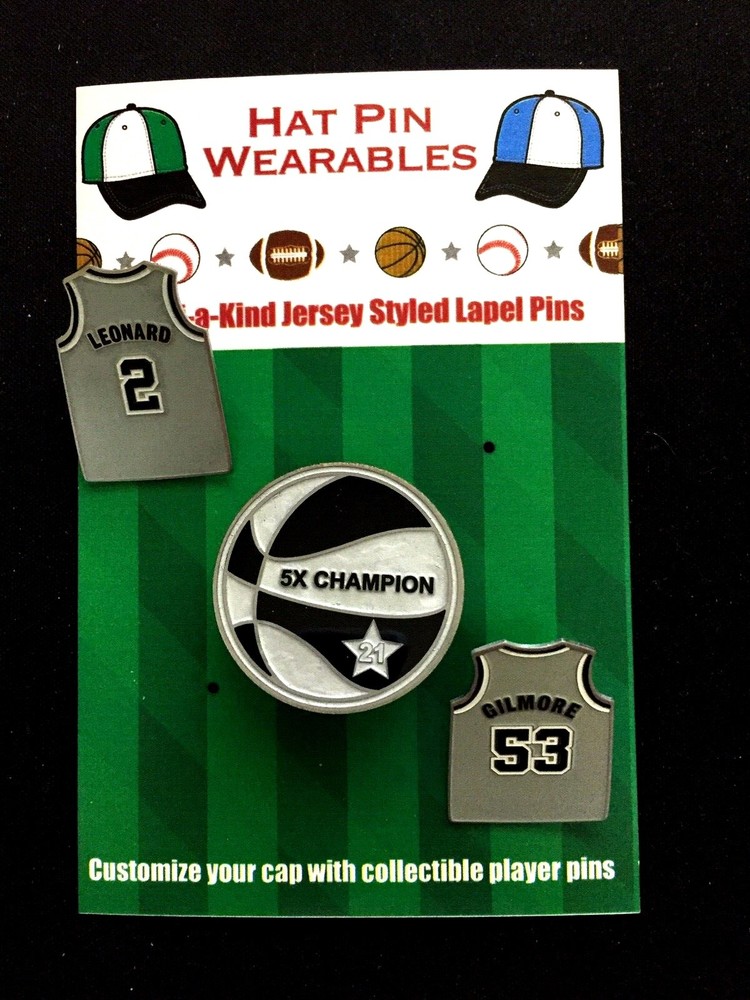 HAT PIN
WEARABLES
-a-Kind Jersey Styled Lapel Pins
LEONARD
2
5X CHAMPION
21
GILMORE
53
Customize your cap with collectible player pins